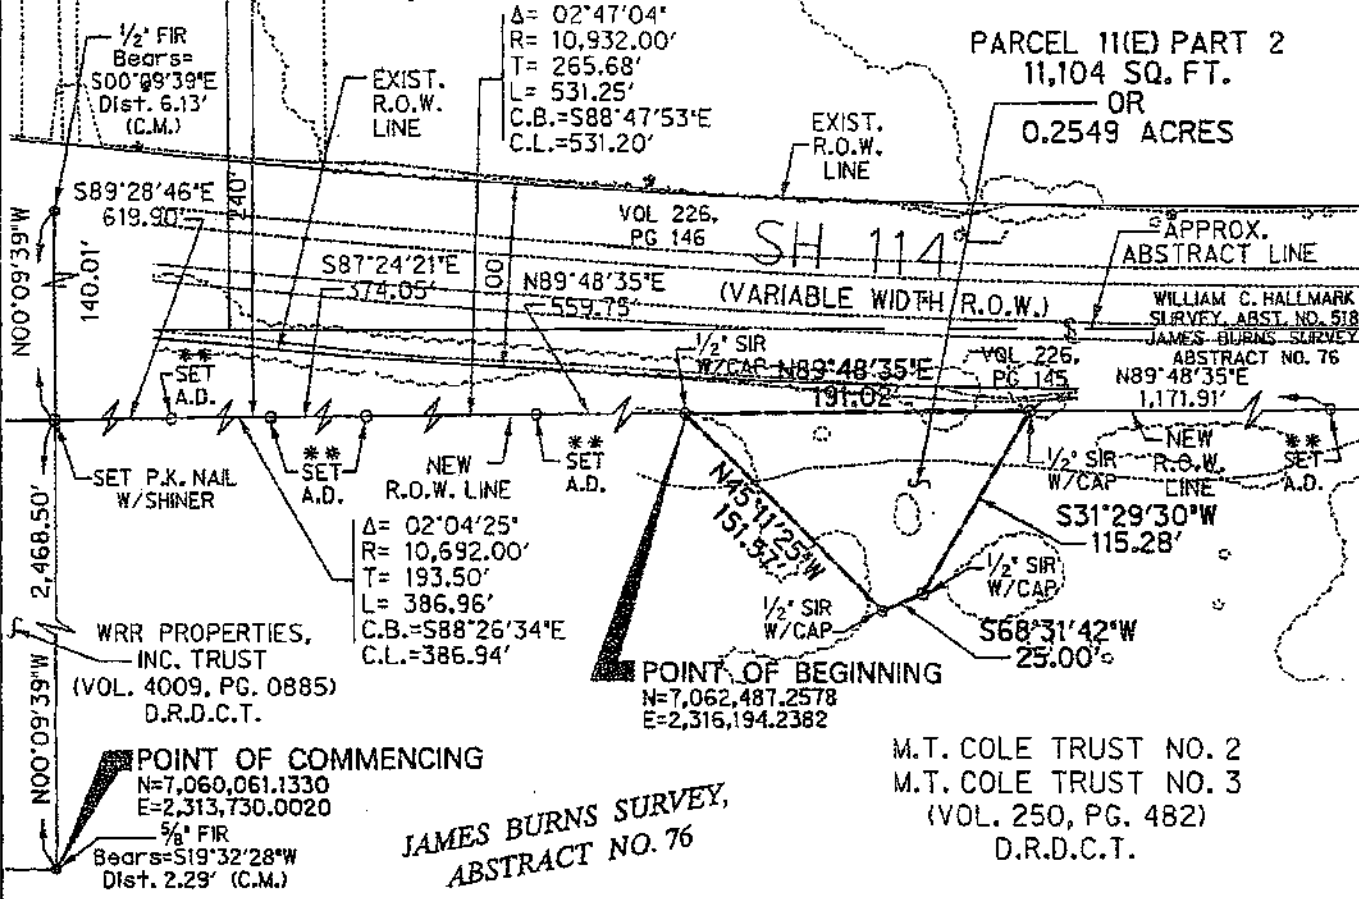 1/2" FIR
Bears=
S00°09'39"E
Dist. 6.13'
(C.M.)
EXIST.
R.O.W.
LINE
Δ= 02°47'04"
R= 10,932.00'
T= 265.68'
L= 531.25'
C.B.=S88°47'53"E
C.L.=531.20'
PARCEL 11(E) PART 2
11,104 SQ. FT.
OR
0.2549 ACRES
EXIST.
R.O.W.
LINE
S89°28'46"E
619.90'
240'
VOL 226,
PG 146
SH 114
(VARIABLE WIDTH R.O.W.)
APPROX.
ABSTRACT LINE
N00°09'39"W
140.01'
S87°24'21"E
374.05'
100'
N89°48'35"E
559.75'
WILLIAM C. HALLMARK
SURVEY, ABST. NO. 518
JAMES BURNS SURVEY
ABSTRACT NO. 76
1/2" SIR
W/CAP
N89°48'35"E
191.02'
VOL 226,
PG 145
N89°48'35"E
1,171.91'
**
SET
A.D.
SET P.K. NAIL
W/SHINER
**
SET
A.D.
NEW
R.O.W. LINE
**
SET
A.D.
1/2" SIR
W/CAP
NEW
R.O.W.
LINE
**
SET
A.D.
N45°11'25"W
151.97'
S31°29'30"W
115.28'
2,468.50'
Δ= 02°04'25"
R= 10,692.00'
T= 193.50'
L= 386.96'
C.B.=S88°26'34"E
C.L.=386.94'
1/2" SIR
W/CAP
1/2" SIR
W/CAP
S68°31'42"W
25.00'
WRR PROPERTIES,
INC. TRUST
(VOL. 4009, PG. 0885)
D.R.D.C.T.
POINT OF BEGINNING
N=7,062,487.2578
E=2,316,194.2382
N00°09'39"W
POINT OF COMMENCING
N=7,060,061.1330
E=2,313,730.0020
5/8" FIR
Bears=S19°32'28"W
Dist. 2.29' (C.M.)
JAMES BURNS SURVEY,
ABSTRACT NO. 76
M.T. COLE TRUST NO. 2
M.T. COLE TRUST NO. 3
(VOL. 250, PG. 482)
D.R.D.C.T.